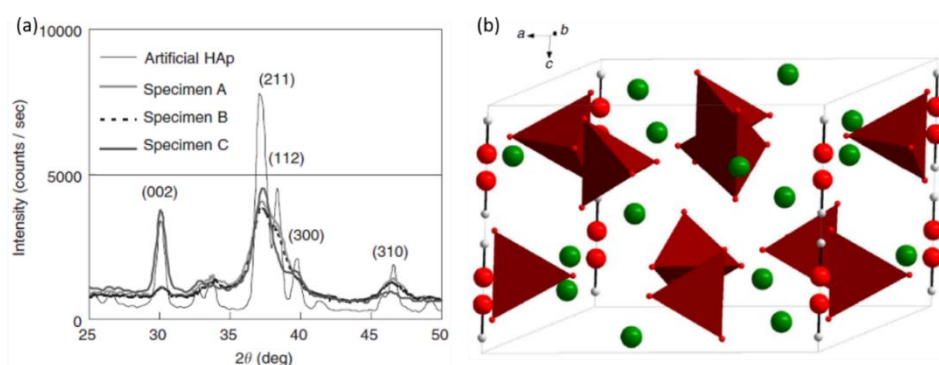 (a)
10000
5000
0
Intensity (counts / sec)
Artificial HAp
Specimen A
Specimen B
Specimen C
(002)
(211)
(112)
(300)
(310)
25
30
35
40
45
50
2θ (deg)
(b)
a
b
c